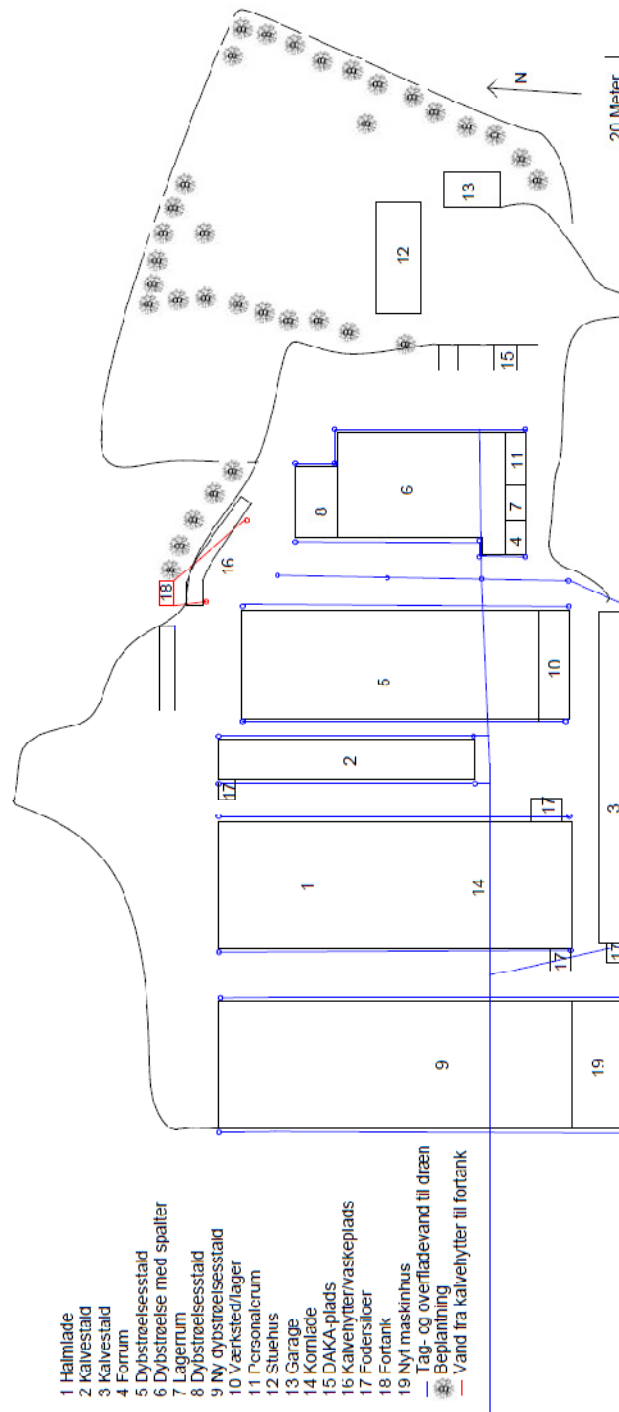 1 Halmlade
2 Kalvestald
3 Kalvestald
4 Forrum
5 Dybstrøelsesstald
6 Dybstrøelse med spalter
7 Lagerrum
8 Dybstrøelsesstald
9 Ny dybstrøelsesstald
10 Værksted/lager
11 Personalerum
12 Stuehus
13 Garage
14 Kornlade
15 DAKA-plads
16 Kalvehytter/vaskeplads
17 Fodersiloer
18 Fortank
19 Nyt maskinhus
Tag- og overfladevand til dræn
Beplantning
Vand fra kalvehytter til fortank
9
19
1
14
17
17
17
17
2
3
5
10
18
16
8
6
4
7
11
15
12
13
N
20 Meter